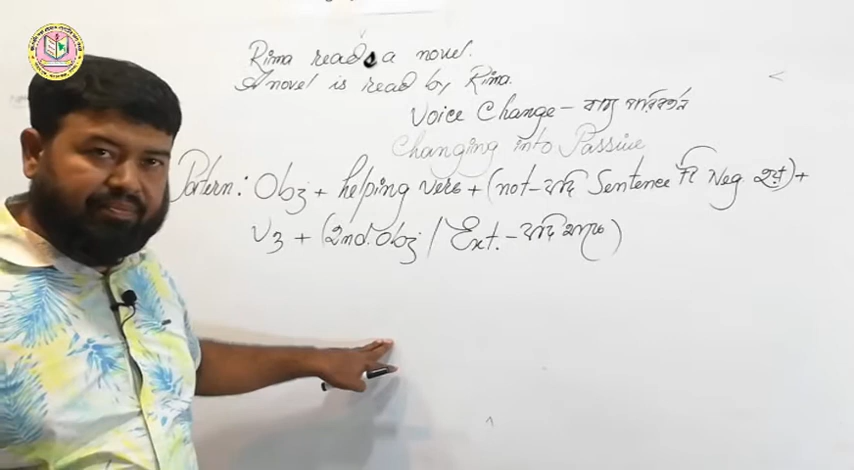 Rima reads a novel.
A novel is read by Rima.
Voice Change - বাচ্য পরিবর্তন
Changing into Passive
Pattern: Obj + helping verb + (not - যদি Sentence টি Neg হয়) +
V3 + (2nd. Obj / Ext. - যদি থাকে)